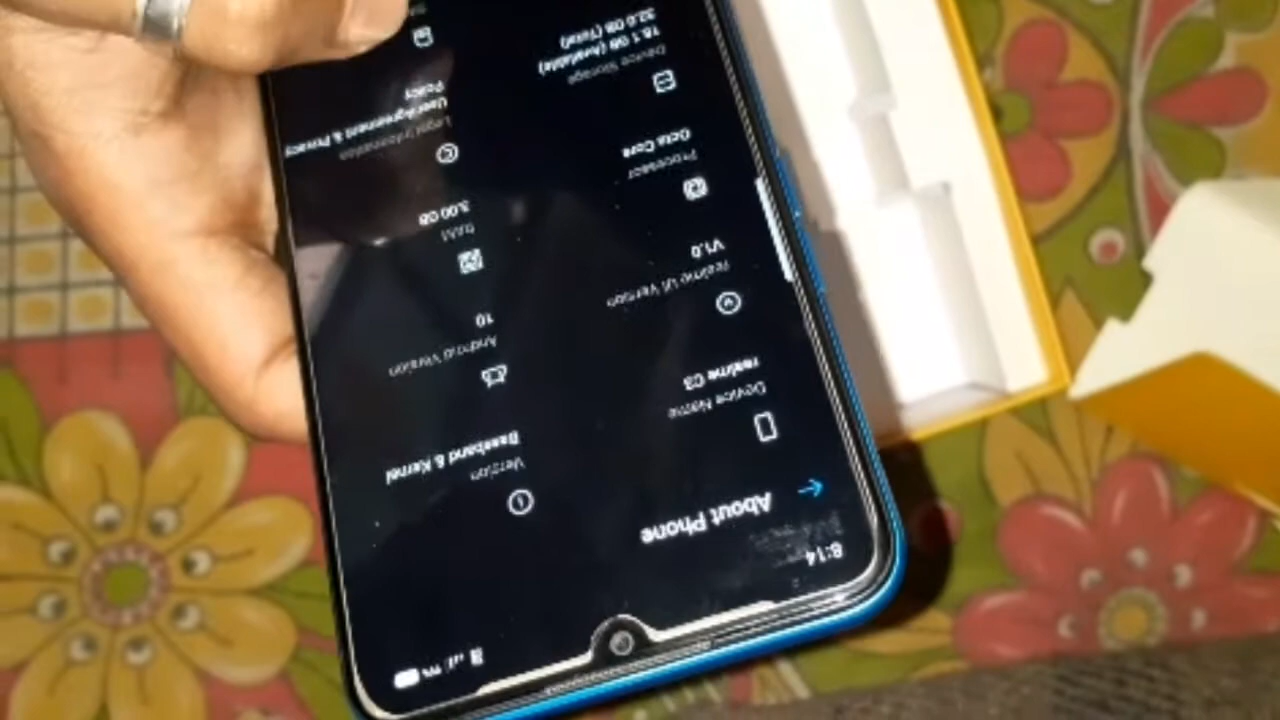 8:14
About Phone
Device Name
realme C3
Version
Baseband & Kernel
realme UI Version
V1.0
Android Version
10
Processor
Octa Core
RAM
3.00 GB
Device Storage
18.1 GB (Available)
32.0 GB (Total)
Legal Information
User Agreement & Privacy
Policy